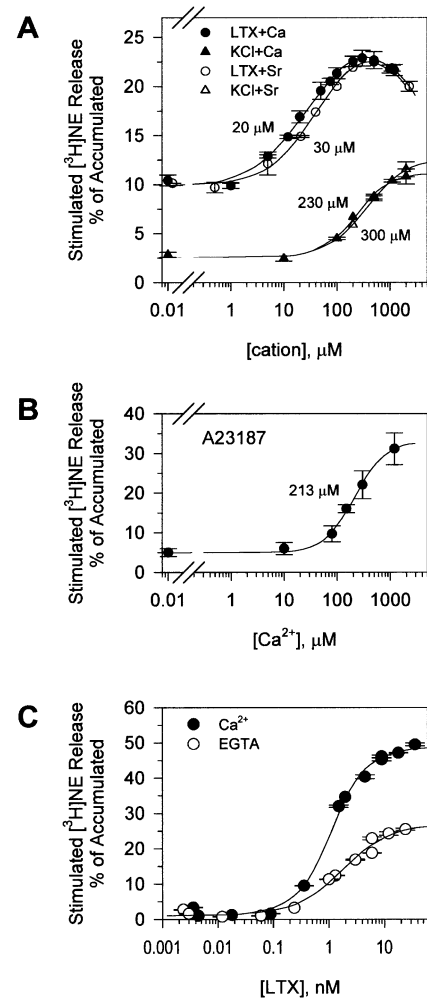 A
LTX+Ca
KCl+Ca
LTX+Sr
KCl+Sr
Stimulated [³H]NE Release
% of Accumulated
25
20
15
10
5
0
20 µM
30 µM
230 µM
300 µM
0.01 1 10 100 1000
[cation], µM
B
A23187
Stimulated [³H]NE Release
% of Accumulated
40
30
20
10
0
213 µM
0.01 1 10 100 1000
[Ca²⁺], µM
C
Ca²⁺
EGTA
Stimulated [³H]NE Release
% of Accumulated
60
50
40
30
20
10
0
0.001 0.01 0.1 1 10
[LTX], nM